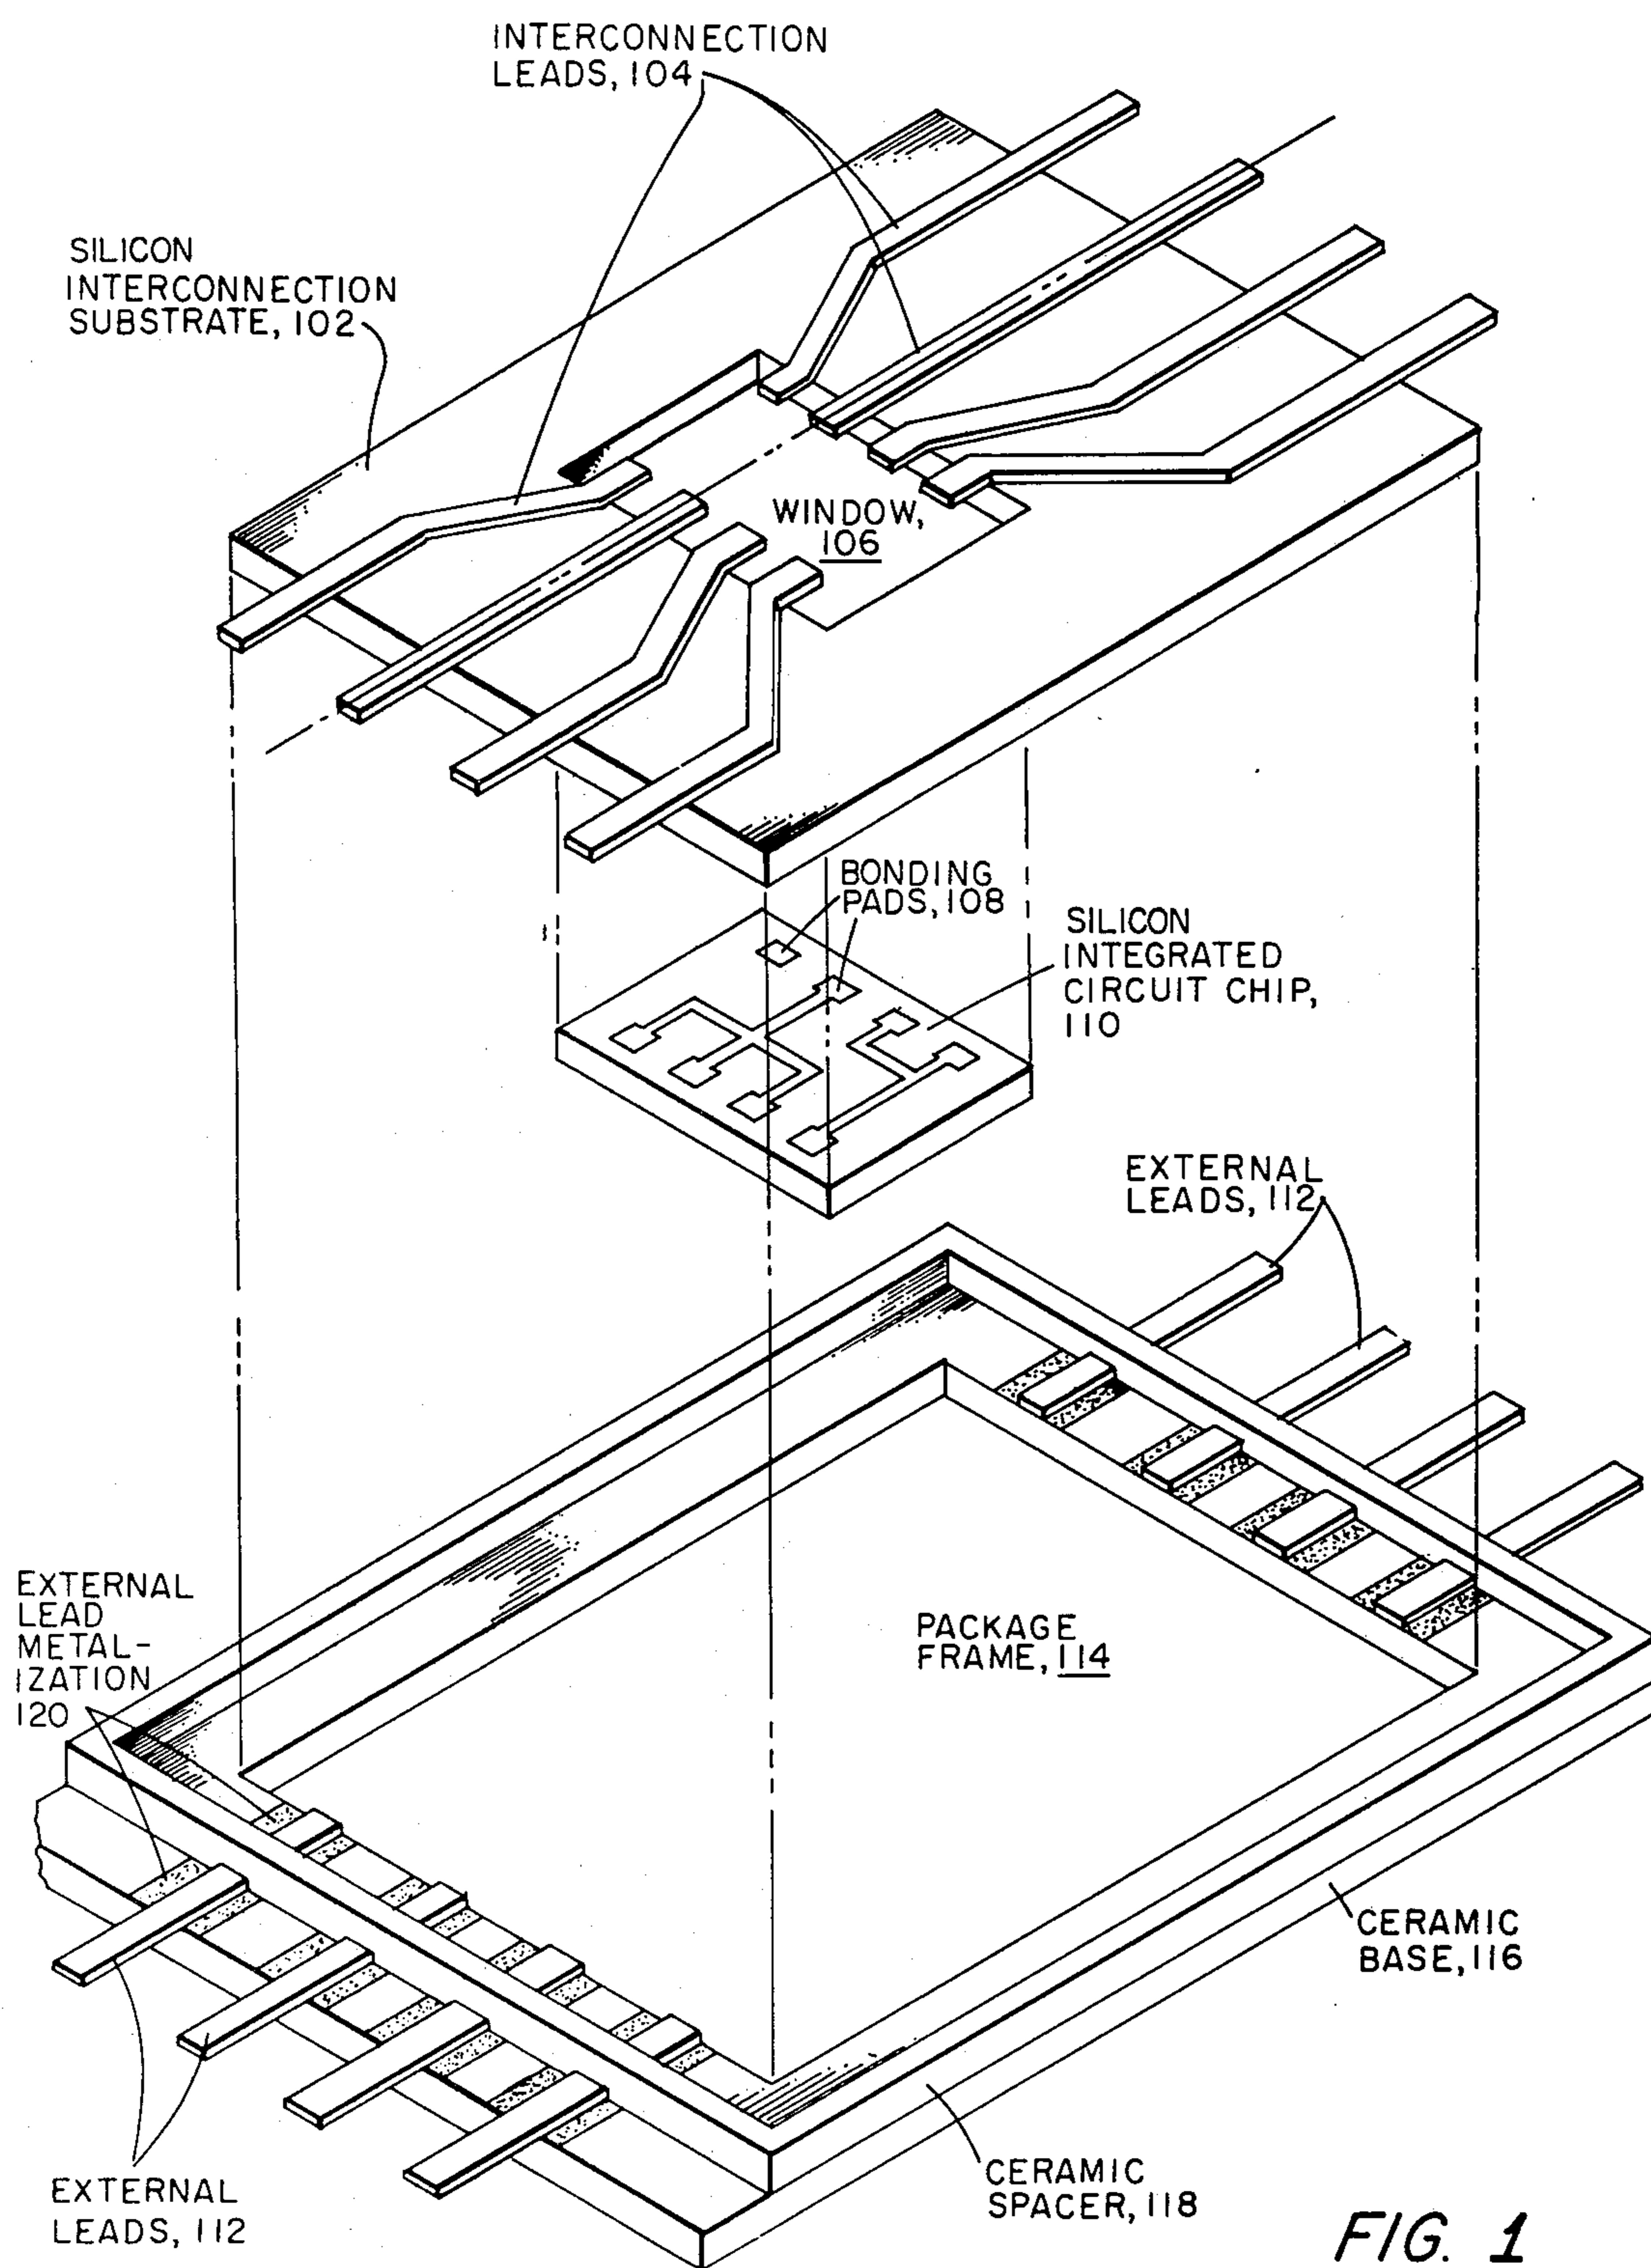 INTERCONNECTION
LEADS, 104
SILICON
INTERCONNECTION
SUBSTRATE, 102
WINDOW,
106
BONDING
PADS, 108
SILICON
INTEGRATED
CIRCUIT CHIP,
110
EXTERNAL
LEADS, 112
EXTERNAL
LEAD
METAL-
IZATION
120
PACKAGE
FRAME, 114
CERAMIC
BASE, 116
CERAMIC
SPACER, 118
EXTERNAL
LEADS, 112
FIG. 1